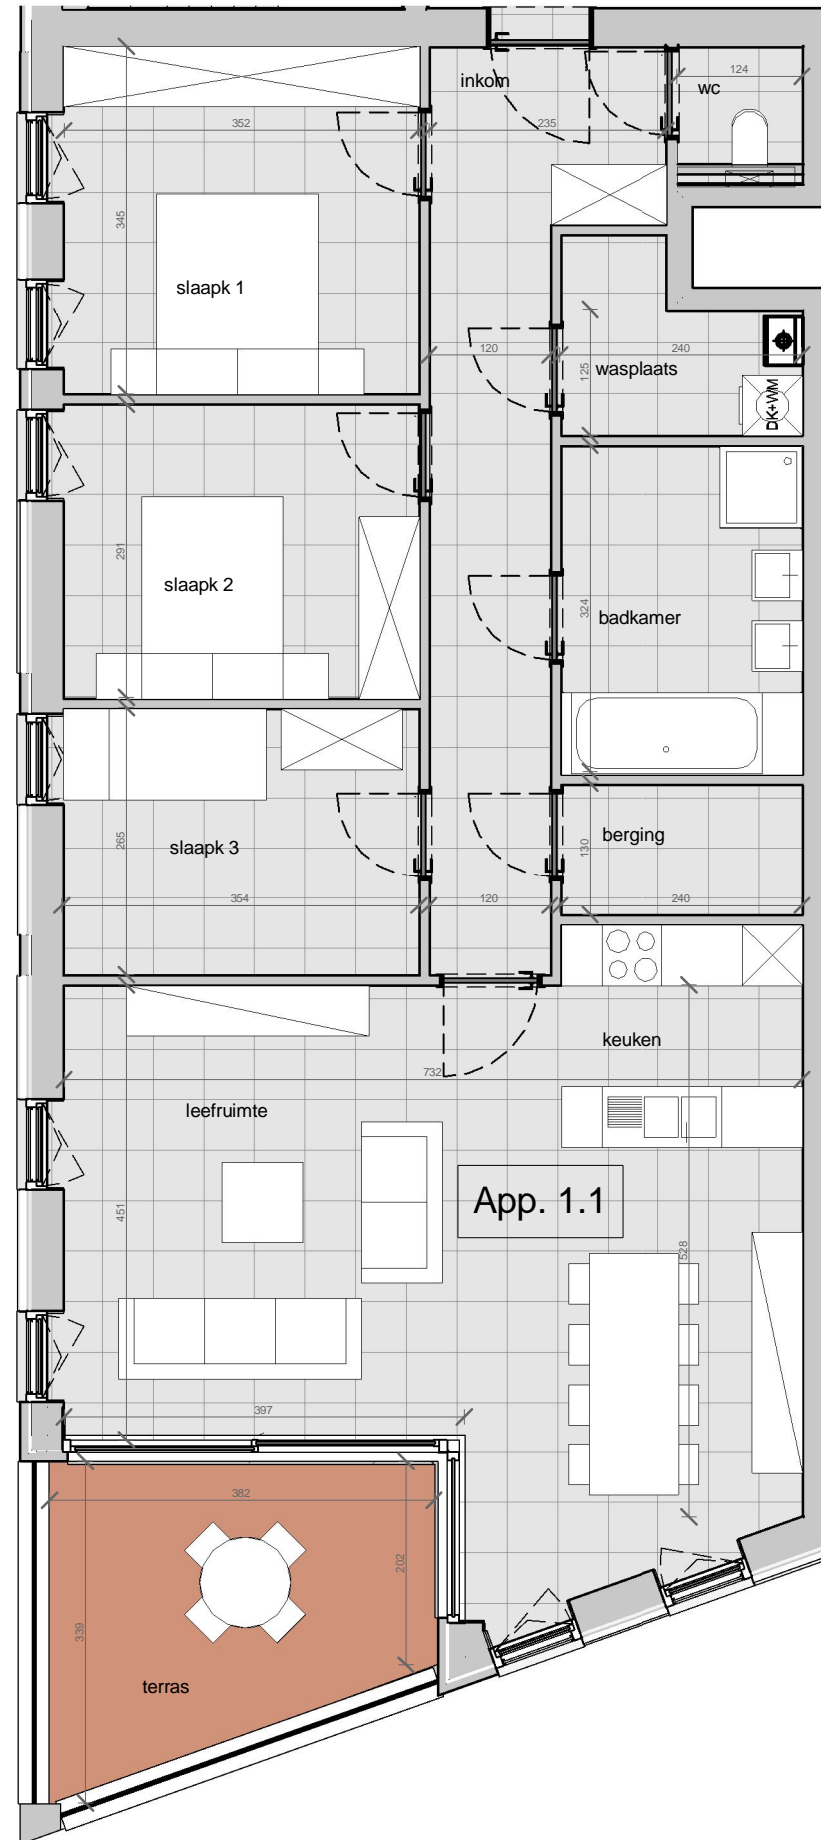 inkom
wc
124
352
235
345
slaapk 1
120
wasplaats
240
125
DK+WM
291
slaapk 2
324
badkamer
265
slaapk 3
berging
130
354
120
240
keuken
732
leefruimte
451
App. 1.1
528
397
382
202
339
terras